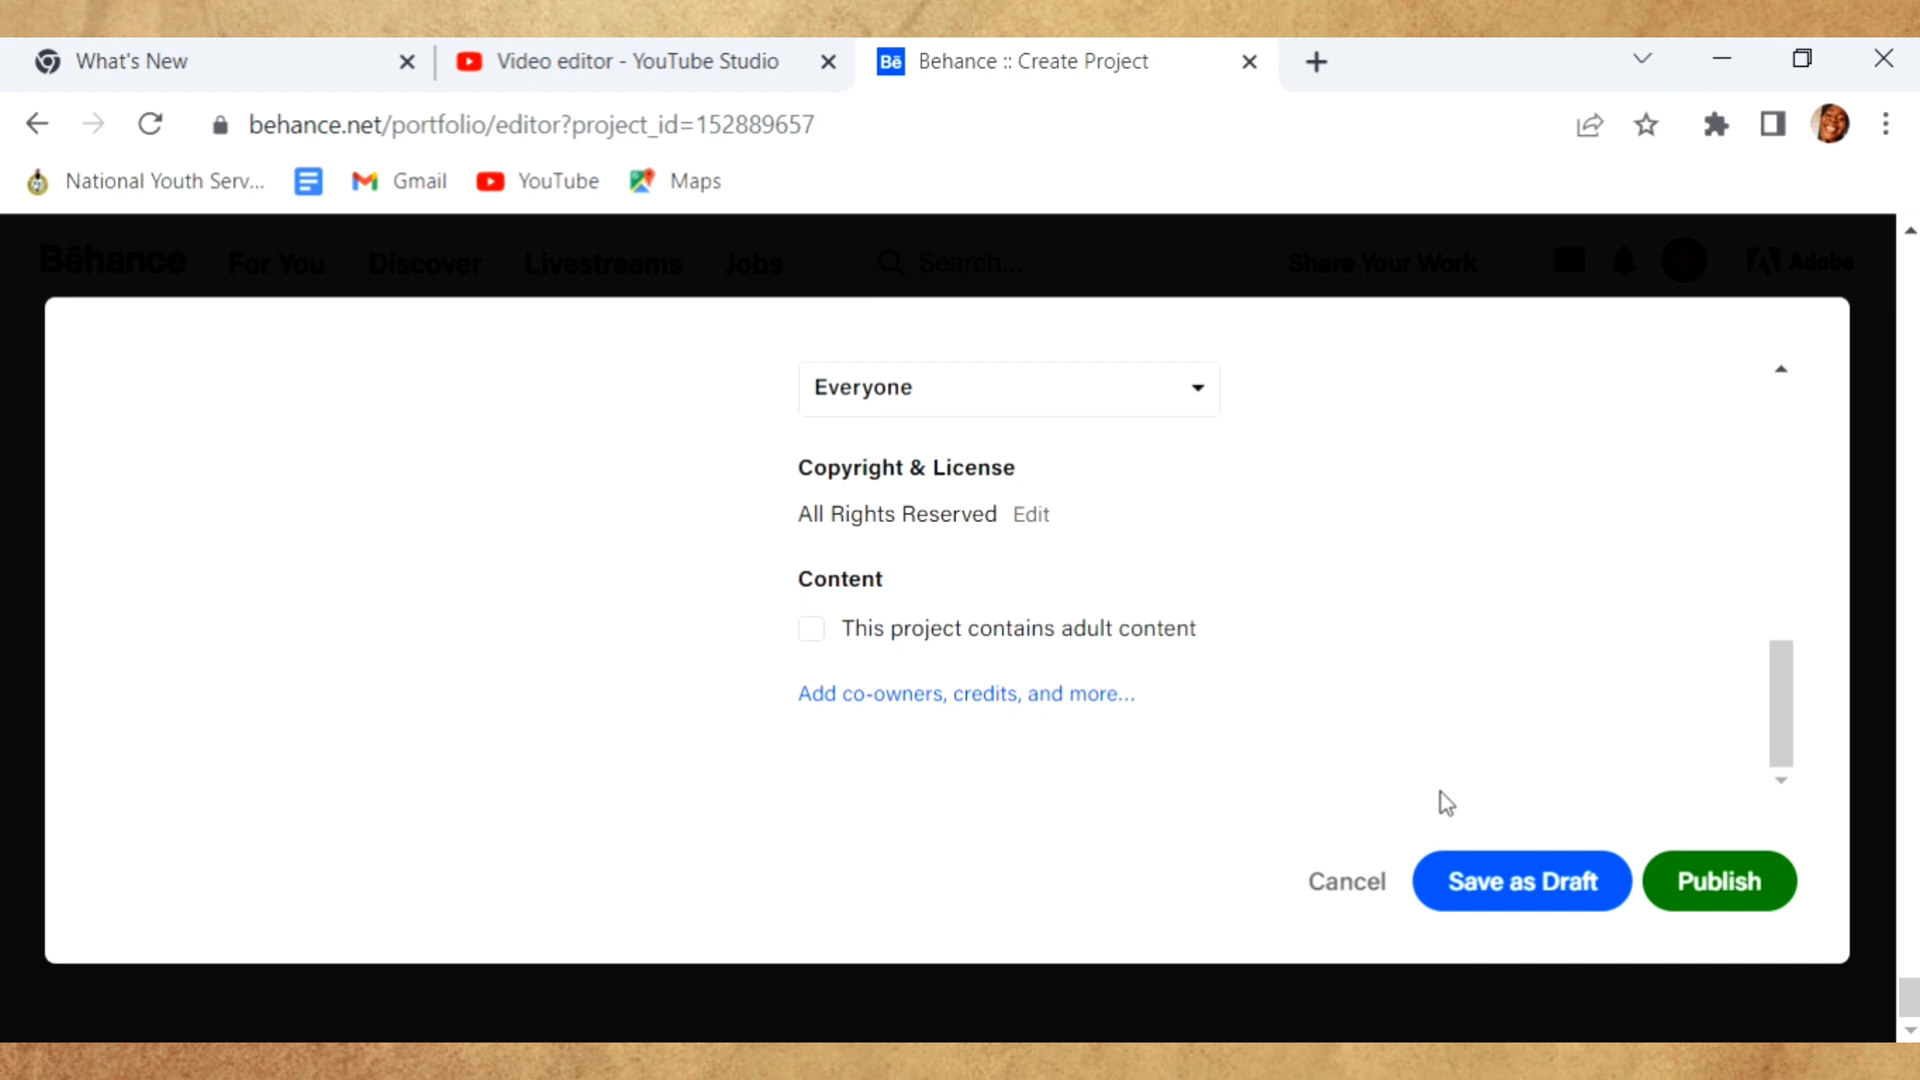 What's New
Video editor - YouTube Studio
Bē Behance :: Create Project
behance.net/portfolio/editor?project_id=152889657
National Youth Serv... Gmail YouTube Maps
Bēhance For You Discover Livestreams Jobs Search... Share Your Work Adobe
Everyone
Copyright & License
All Rights Reserved Edit
Content
This project contains adult content
Add co-owners, credits, and more...
Cancel Save as Draft Publish